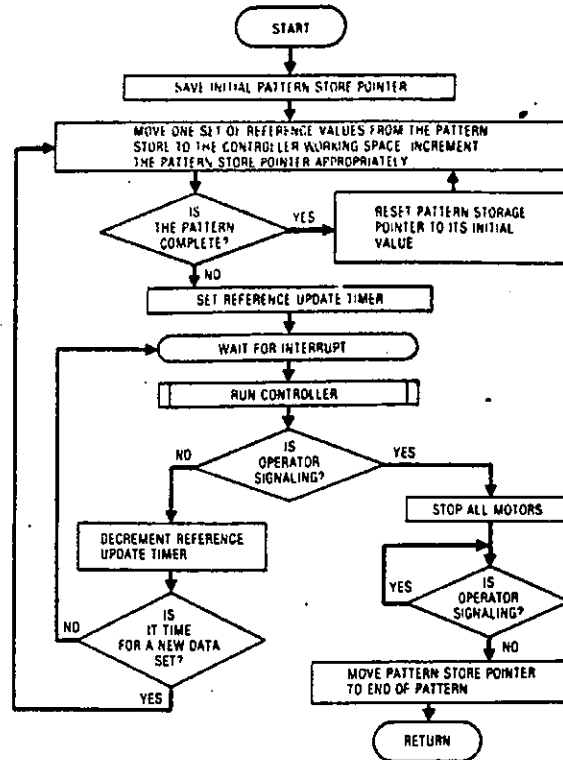 START
SAVE INITIAL PATTERN STORE POINTER
MOVE ONE SET OF REFERENCE VALUES FROM THE PATTERN
STORE TO THE CONTROLLER WORKING SPACE INCREMENT
THE PATTERN STORE POINTER APPROPRIATELY
IS
THE PATTERN
COMPLETE?
YES
RESET PATTERN STORAGE
POINTER TO ITS INITIAL
VALUE
NO
SET REFERENCE UPDATE TIMER
WAIT FOR INTERRUPT
RUN CONTROLLER
NO
IS
OPERATOR
SIGNALING?
YES
DECREMENT REFERENCE
UPDATE TIMER
STOP ALL MOTORS
NO
IS
IT TIME
FOR A NEW DATA
SET?
YES
YES
IS
OPERATOR
SIGNALING?
NO
MOVE PATTERN STORE POINTER
TO END OF PATTERN
RETURN